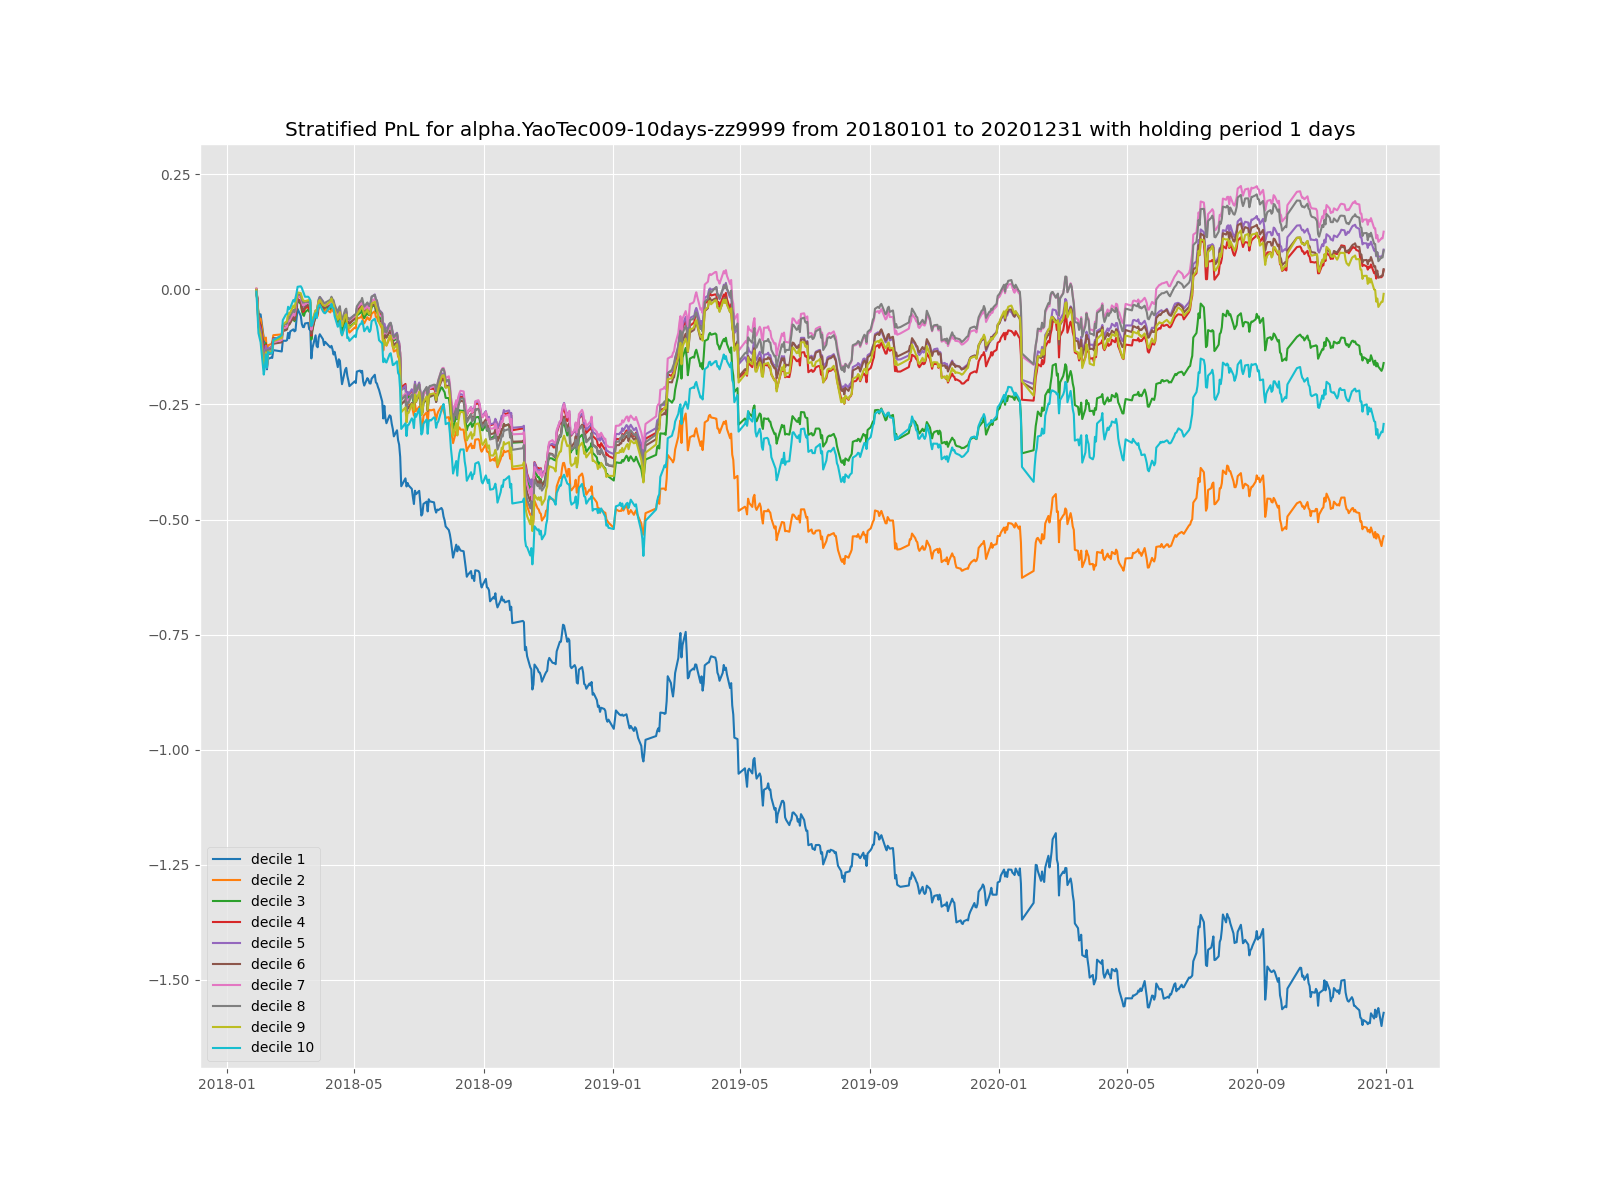 Stratified PnL for alpha.YaoTec009-10days-zz9999 from 20180101 to 20201231 with holding period 1 days
0.25
0.00
−0.25
−0.50
−0.75
−1.00
−1.25
−1.50
decile 1
decile 2
decile 3
decile 4
decile 5
decile 6
decile 7
decile 8
decile 9
decile 10
2018-01 2018-05 2018-09 2019-01 2019-05 2019-09 2020-01 2020-05 2020-09 2021-01